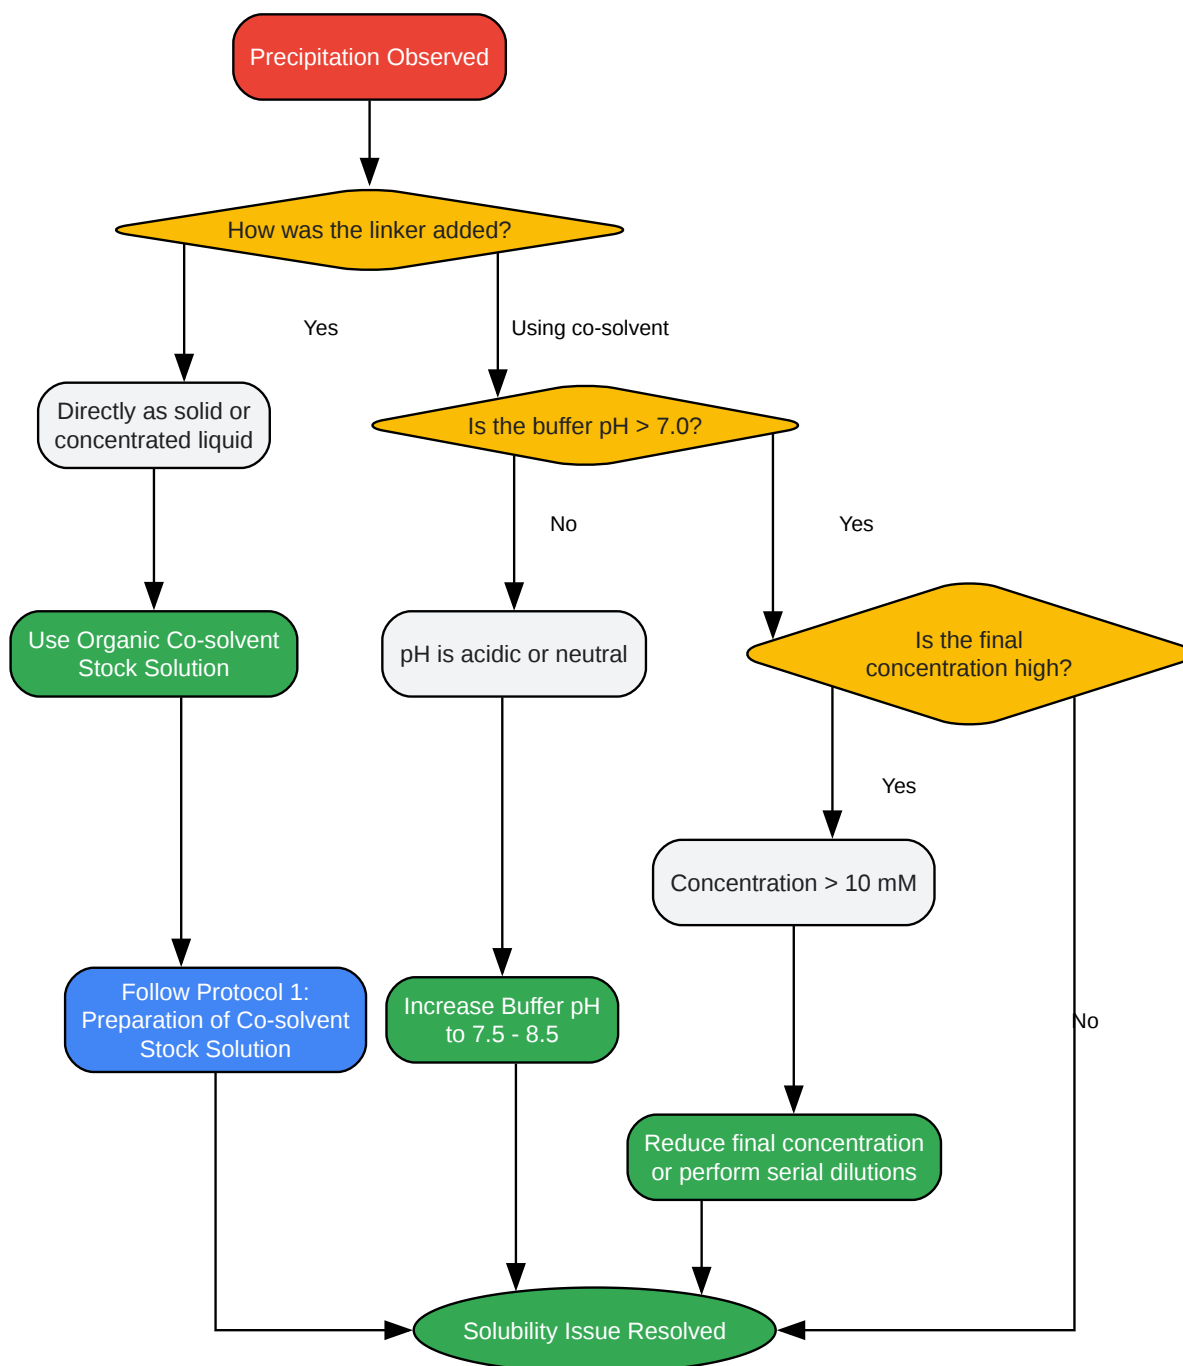 Precipitation Observed
How was the linker added?
Yes
Using co-solvent
Directly as solid or
concentrated liquid
Is the buffer pH > 7.0?
No
Yes
Use Organic Co-solvent
Stock Solution
pH is acidic or neutral
Is the final
concentration high?
Yes
Concentration > 10 mM
Follow Protocol 1:
Preparation of Co-solvent
Stock Solution
Increase Buffer pH
to 7.5 - 8.5
No
Reduce final concentration
or perform serial dilutions
Solubility Issue Resolved